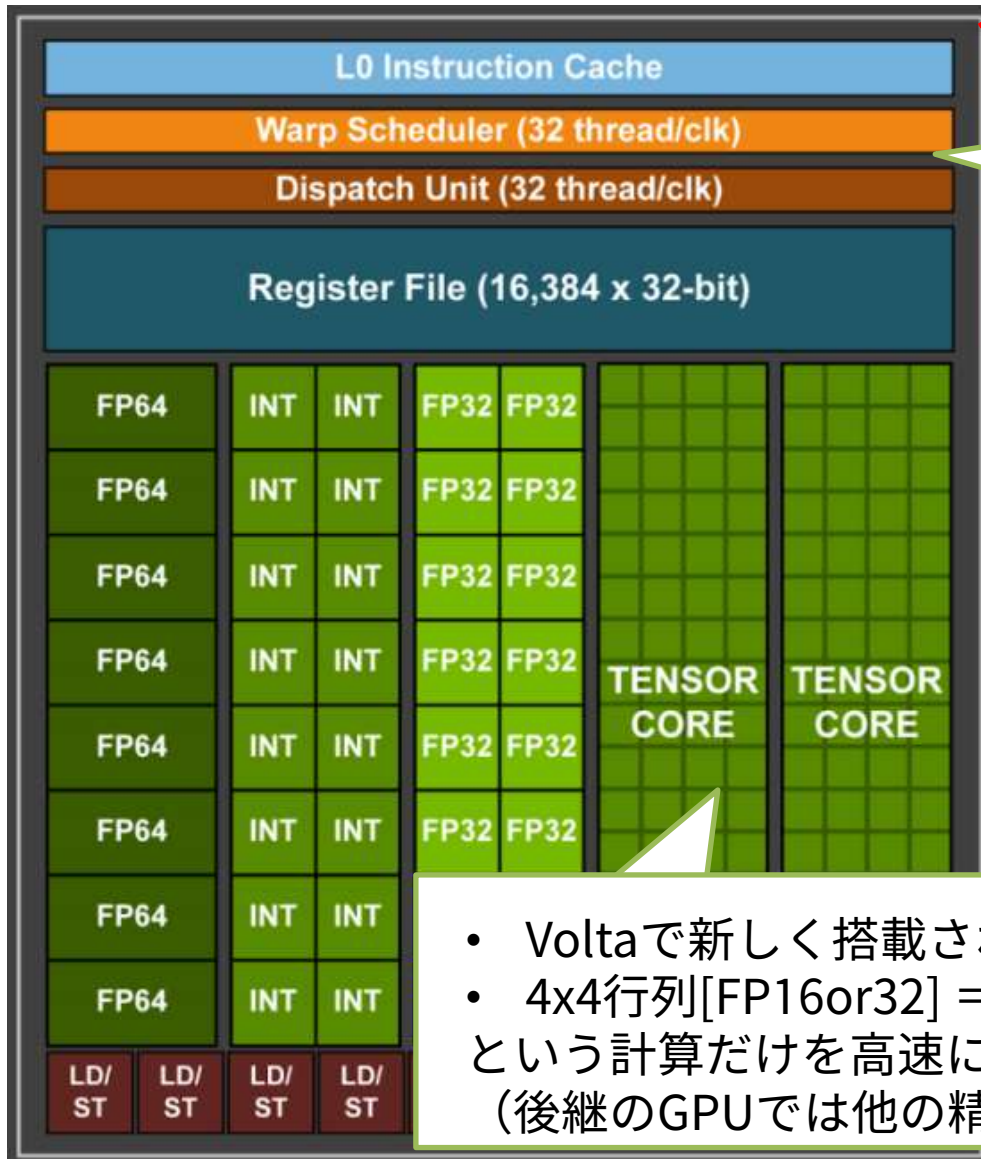 L0 Instruction Cache
Warp Scheduler (32 thread/clk)
Dispatch Unit (32 thread/clk)
Register File (16,384 x 32-bit)
FP64 INT INT FP32 FP32
FP64 INT INT FP32 FP32
FP64 INT INT FP32 FP32
FP64 INT INT FP32 FP32
TENSOR CORE TENSOR CORE
FP64 INT INT FP32 FP32
FP64 INT INT FP32 FP32
FP64 INT INT
FP64 INT INT
LD/ ST LD/ ST LD/ ST LD/ ST
• Voltaで新しく搭載さ
• 4x4行列[FP16or32] =
という計算だけを高速に
（後継のGPUでは他の精